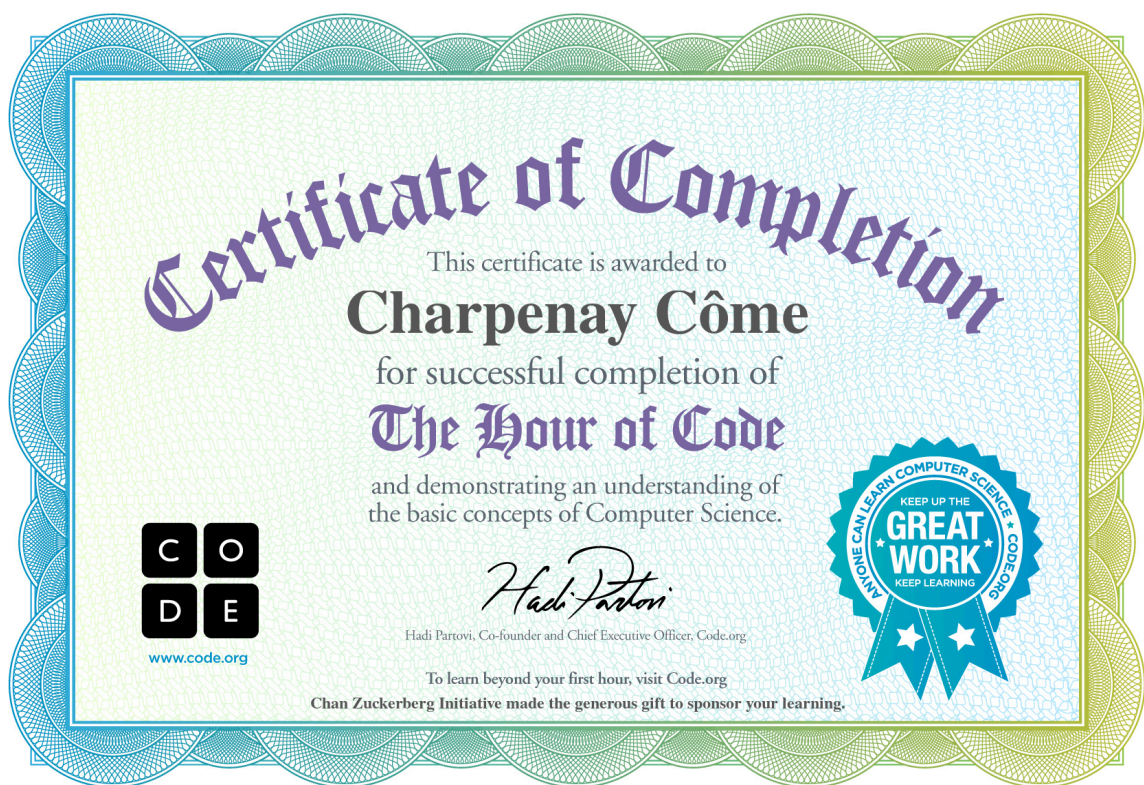 Certificate of Completion
This certificate is awarded to
Charpenay Côme
for successful completion of
The Hour of Code
and demonstrating an understanding of
the basic concepts of Computer Science.
CO
DE
www.code.org
Hadi Partovi
Hadi Partovi, Co-founder and Chief Executive Officer, Code.org
ANYONE CAN LEARN COMPUTER SCIENCE ★ CODE.ORG
KEEP UP THE
GREAT
WORK
KEEP LEARNING
To learn beyond your first hour, visit Code.org
Chan Zuckerberg Initiative made the generous gift to sponsor your learning.